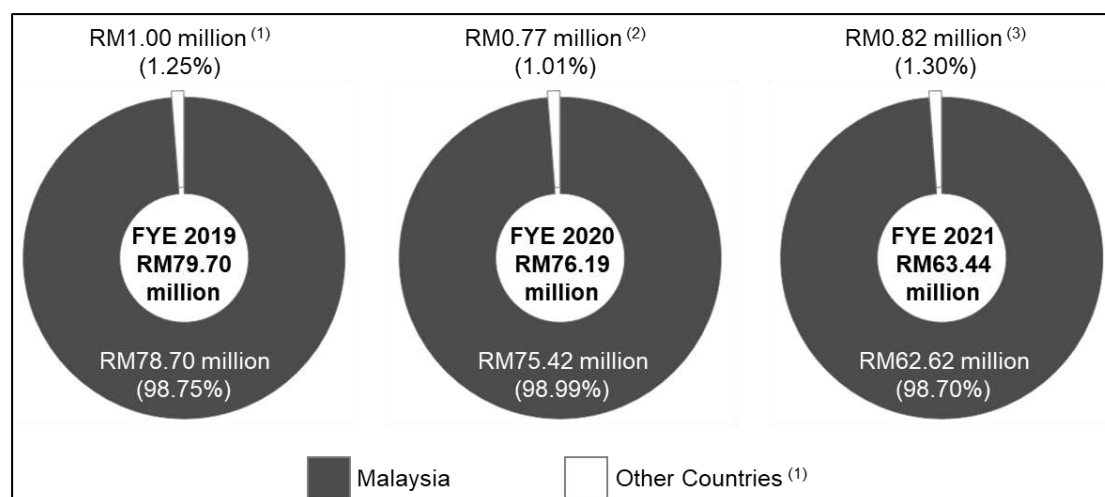 RM1.00 million (1)
(1.25%)
FYE 2019
RM79.70
million
RM78.70 million
(98.75%)
RM0.77 million (2)
(1.01%)
FYE 2020
RM76.19
million
RM75.42 million
(98.99%)
RM0.82 million (3)
(1.30%)
FYE 2021
RM63.44
million
RM62.62 million
(98.70%)
Malaysia
Other Countries (1)